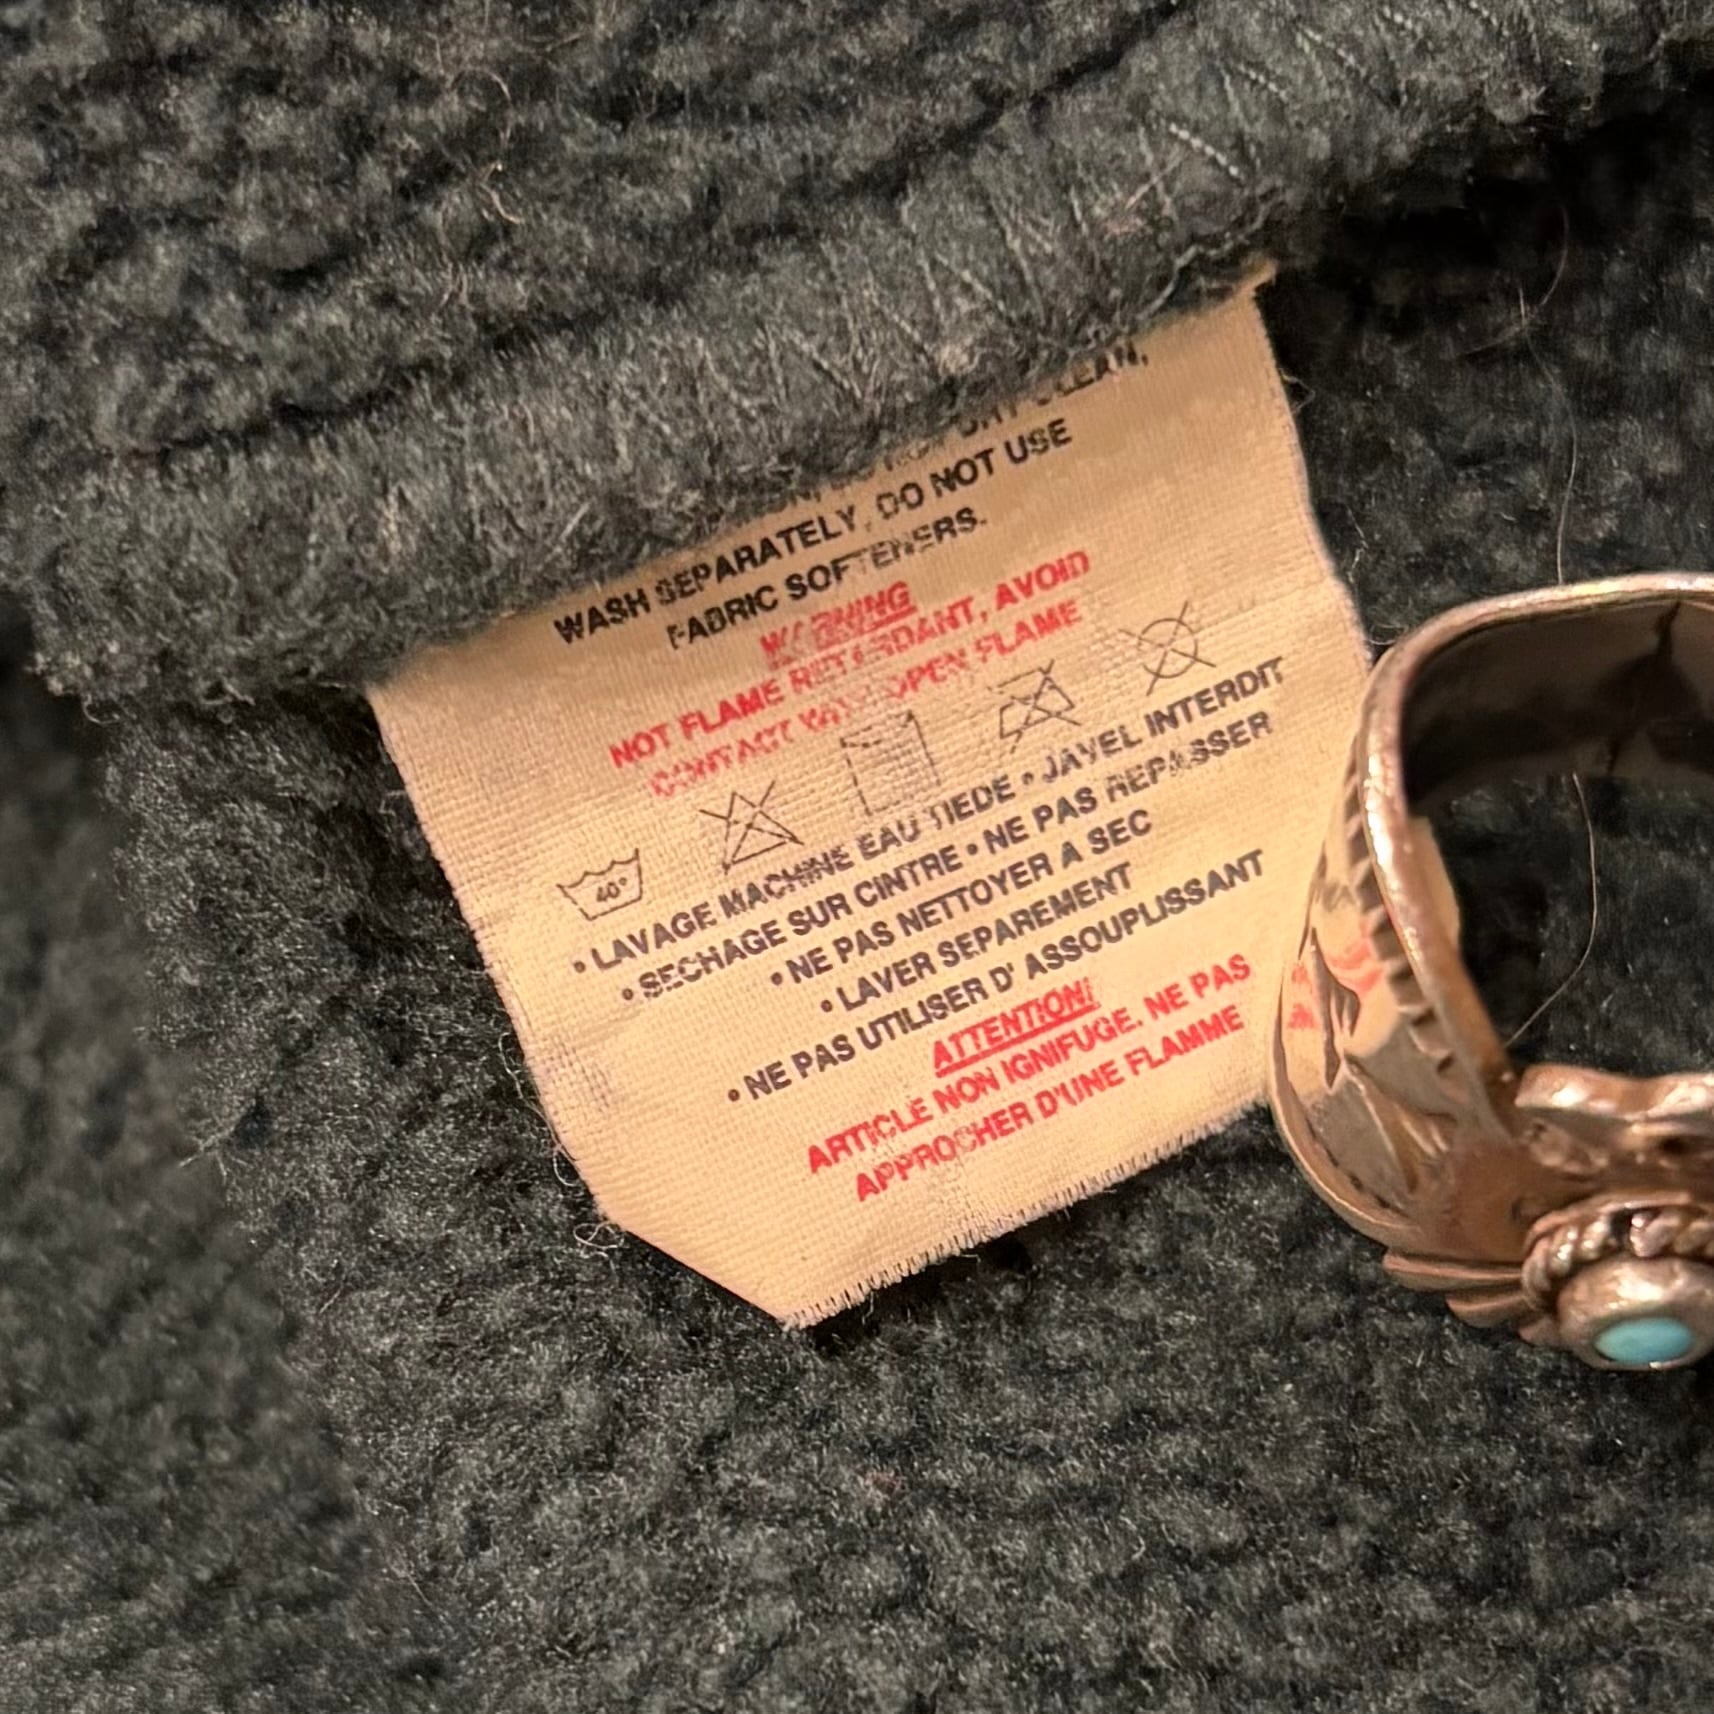 DRY CLEAN,
WASH SEPARATELY, DO NOT USE
FABRIC SOFTENERS.
WARNING
NOT FLAME RETARDANT, AVOID
CONTACT WITH OPEN FLAME
40°
• LAVAGE MACHINE EAU TIEDE • JAVEL INTERDIT
• SECHAGE SUR CINTRE • NE PAS REPASSER
• NE PAS NETTOYER A SEC
• LAVER SEPAREMENT
• NE PAS UTILISER D' ASSOUPLISSANT
ATTENTION!
ARTICLE NON IGNIFUGE. NE PAS
APPROCHER D'UNE FLAMME